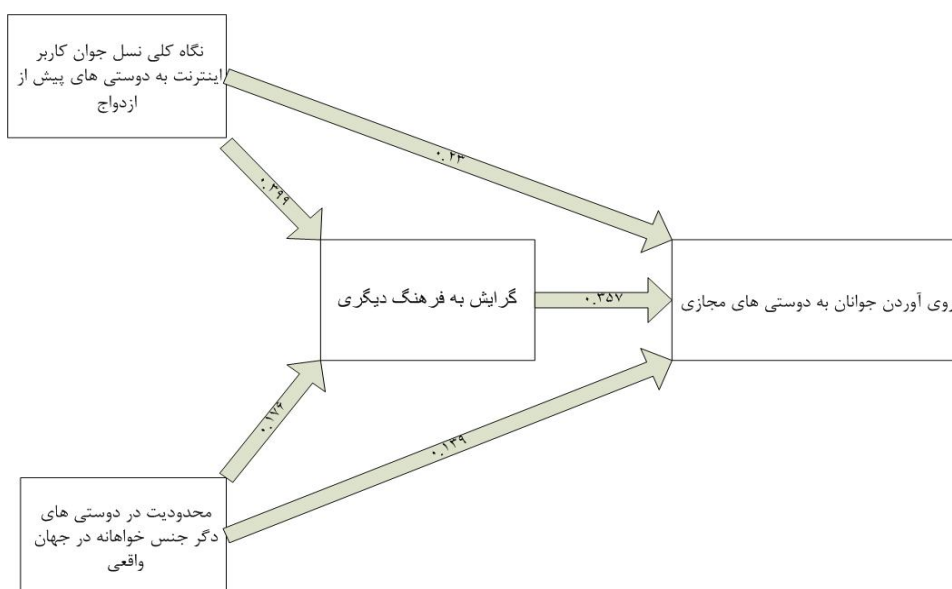 نگاه کلی نسل جوان کاربر
اینترنت به دوستی های پیش از
ازدواج
۰.۲۳
۰.۳۹۹
گرایش به فرهنگ دیگری
۰.۳۵۷
روی آوردن جوانان به دوستی های مجازی
۰.۱۷۶
۰.۱۳۹
محدودیت در دوستی های
دگر جنس خواهانه در جهان
واقعی